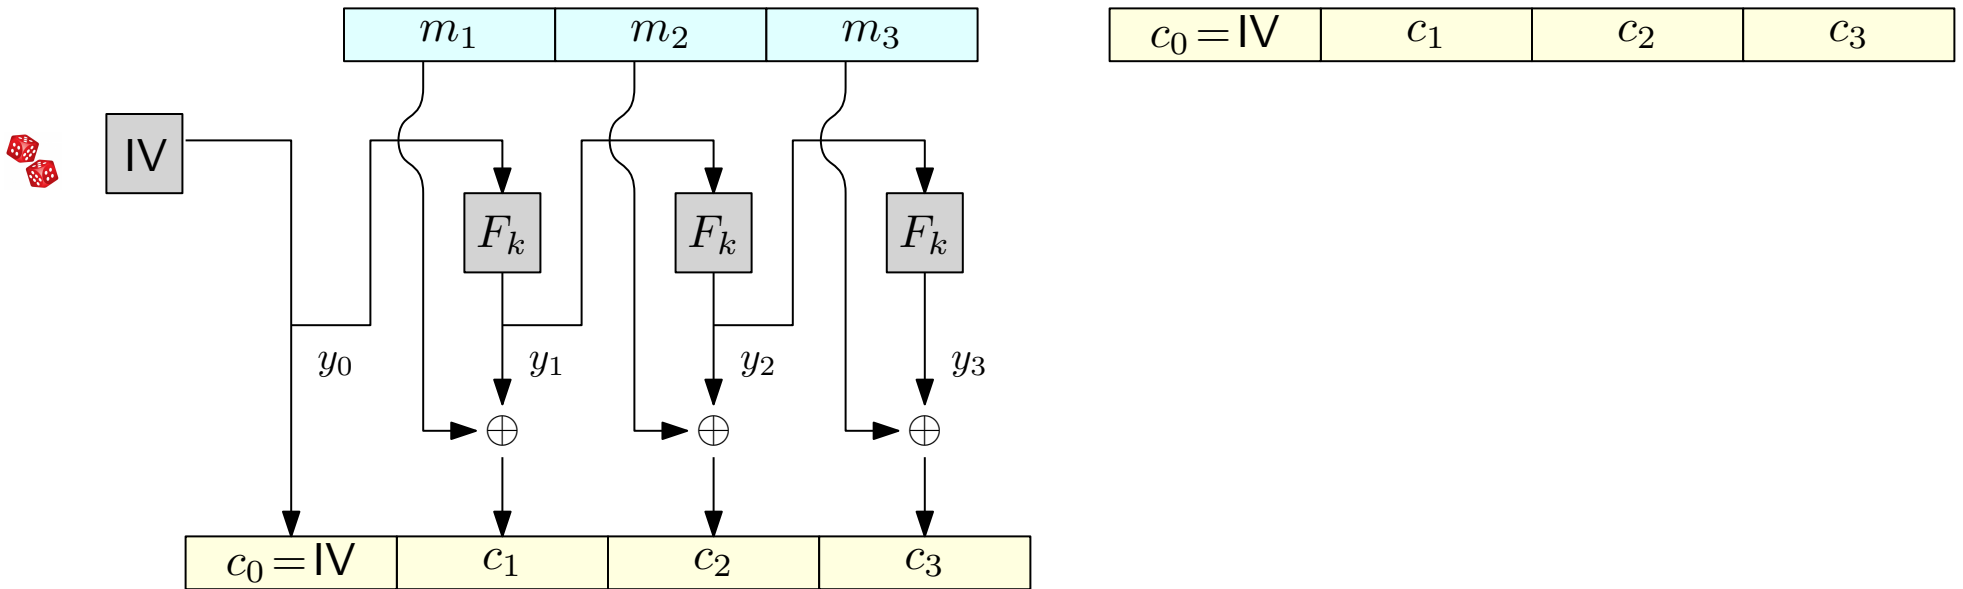 m₁ m₂ m₃ c₀ = IV c₁ c₂ c₃
IV
Fₖ Fₖ Fₖ
y₀ y₁ y₂ y₃
⊕ ⊕ ⊕
c₀ = IV c₁ c₂ c₃